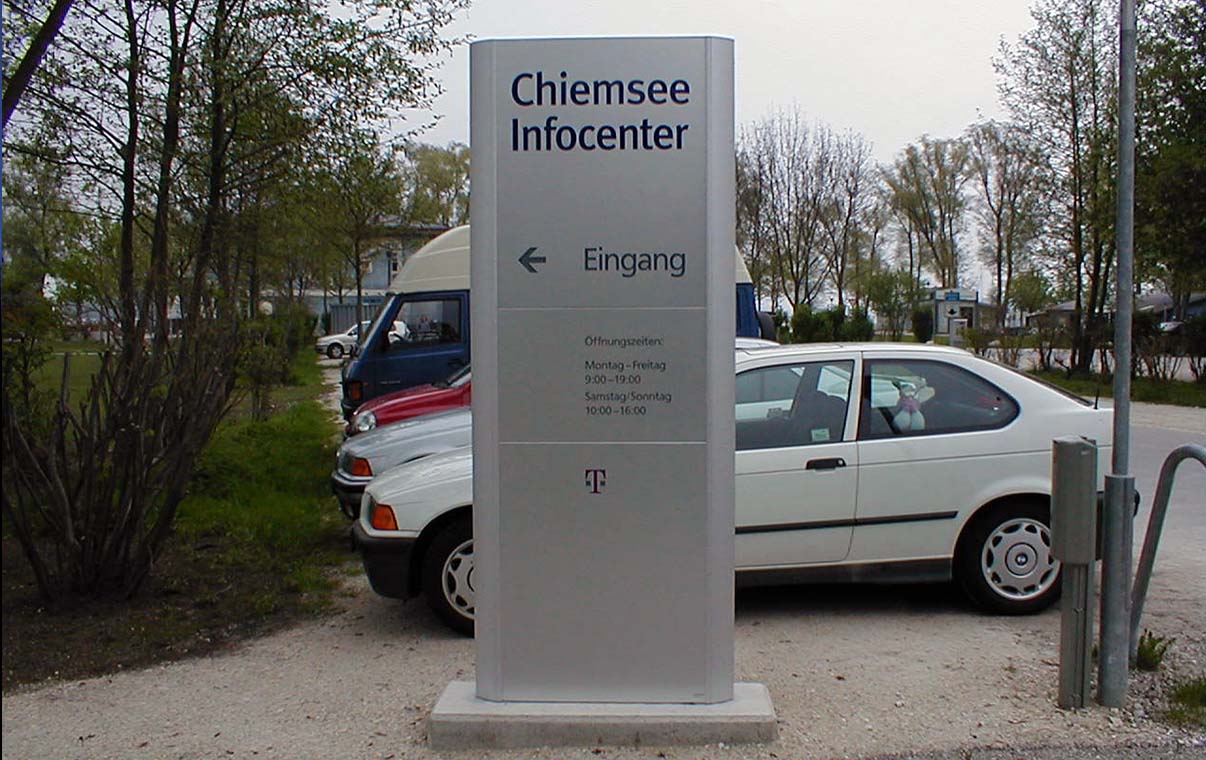 Chiemsee
Infocenter
Eingang
Öffnungszeiten:
Montag – Freitag
9:00 – 19:00
Samstag/Sonntag
10:00 – 16:00
T